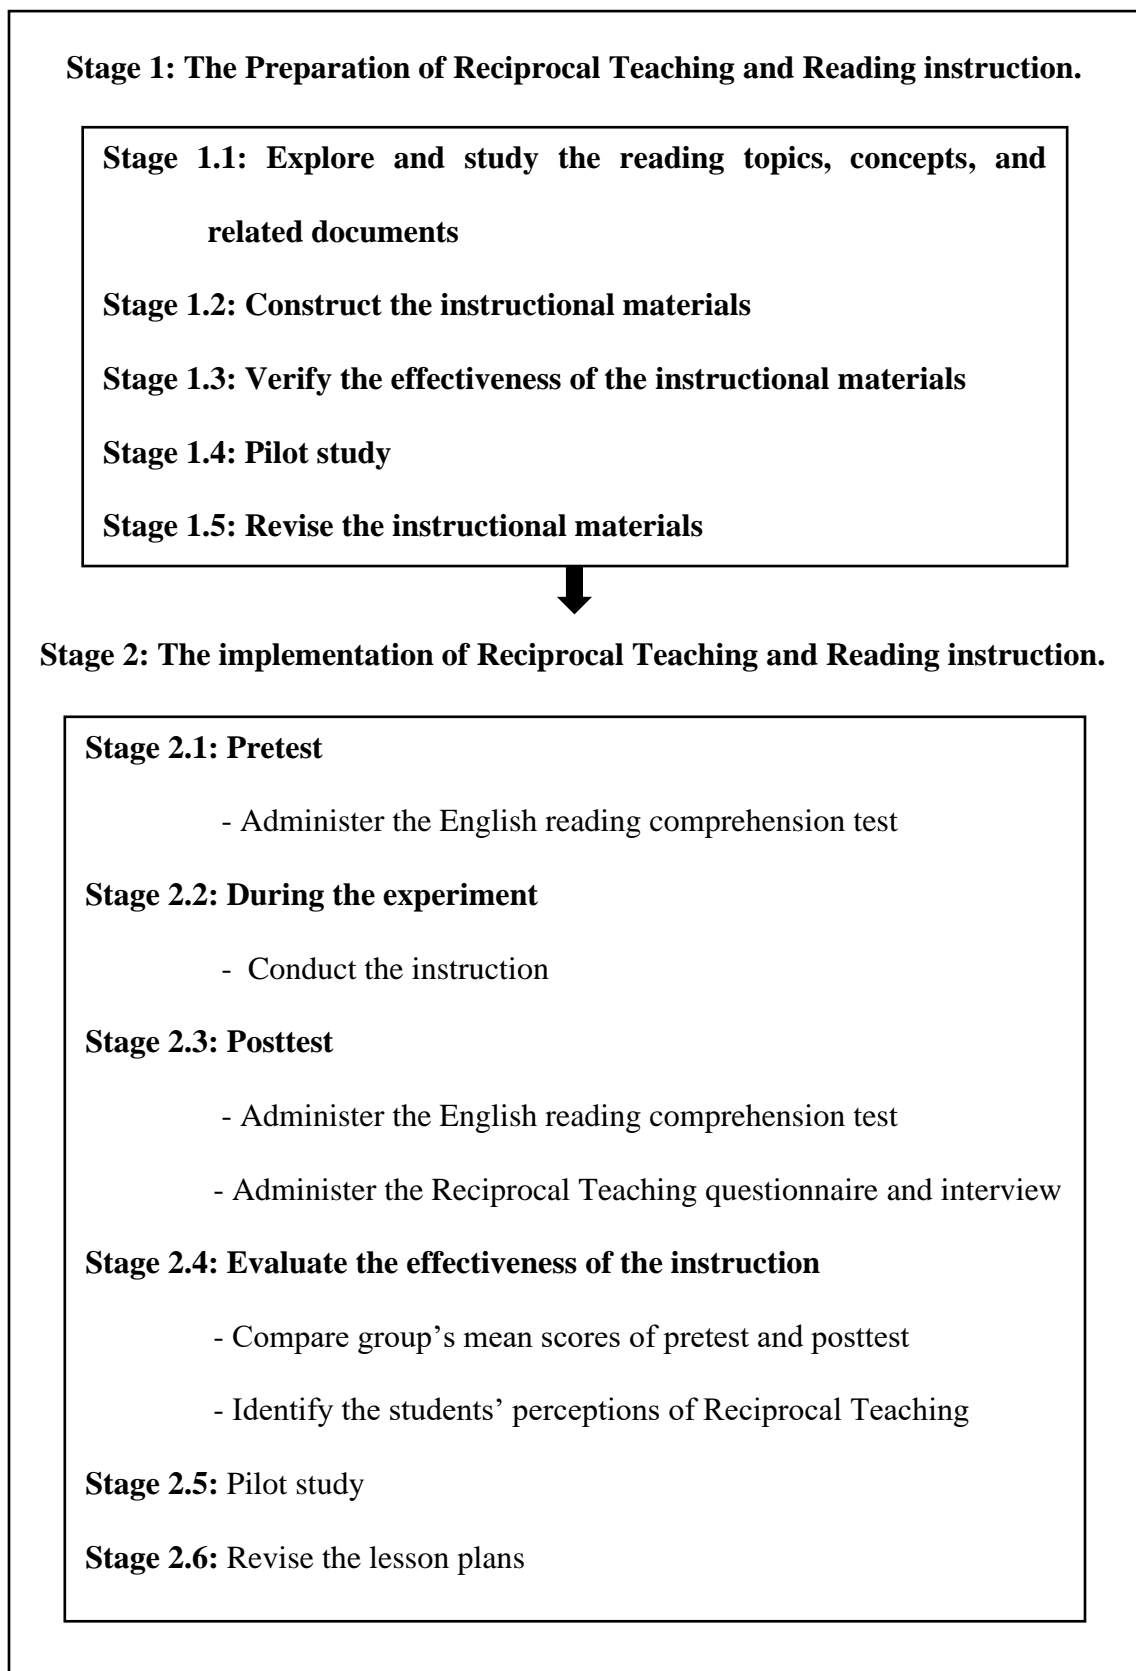 Stage 1: The Preparation of Reciprocal Teaching and Reading instruction.
Stage 1.1: Explore and study the reading topics, concepts, and
related documents
Stage 1.2: Construct the instructional materials
Stage 1.3: Verify the effectiveness of the instructional materials
Stage 1.4: Pilot study
Stage 1.5: Revise the instructional materials
Stage 2: The implementation of Reciprocal Teaching and Reading instruction.
Stage 2.1: Pretest
- Administer the English reading comprehension test
Stage 2.2: During the experiment
- Conduct the instruction
Stage 2.3: Posttest
- Administer the English reading comprehension test
- Administer the Reciprocal Teaching questionnaire and interview
Stage 2.4: Evaluate the effectiveness of the instruction
- Compare group’s mean scores of pretest and posttest
- Identify the students’ perceptions of Reciprocal Teaching
Stage 2.5: Pilot study
Stage 2.6: Revise the lesson plans